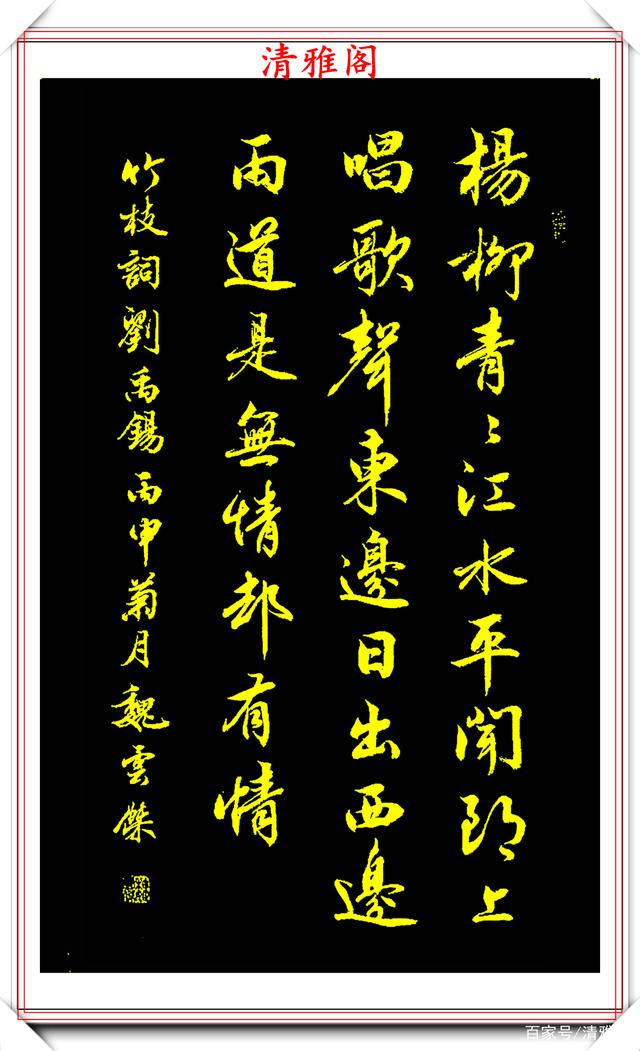 清雅阁
楊柳青〻江水平聞郎上
唱歌聲東邊日出西邊
雨道是無情却有情
竹枝詞劉禹錫丙申菊月魏雲傑
百家号/清雅